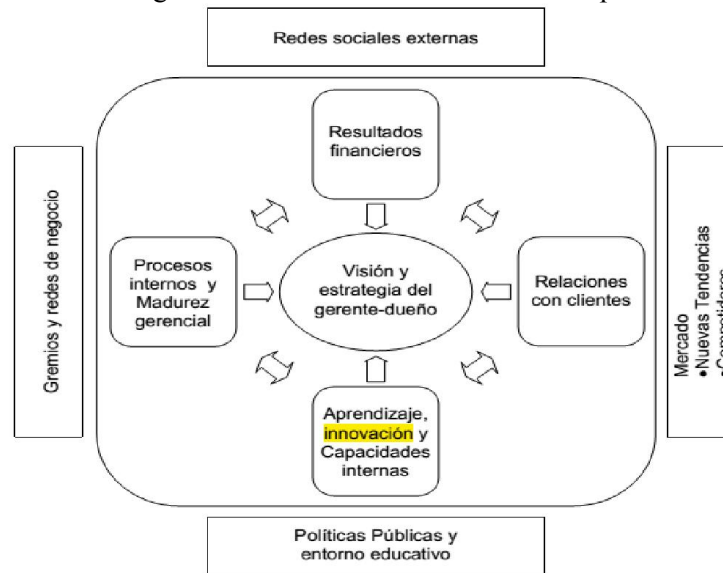 Redes sociales externas
Resultados
financieros
Gremios y redes de negocio
Procesos
internos y
Madurez
gerencial
Visión y
estrategia del
gerente-dueño
Relaciones
con clientes
Mercado
•Nuevas Tendencias
Aprendizaje,
innovación y
Capacidades
internas
Políticas Públicas y
entorno educativo